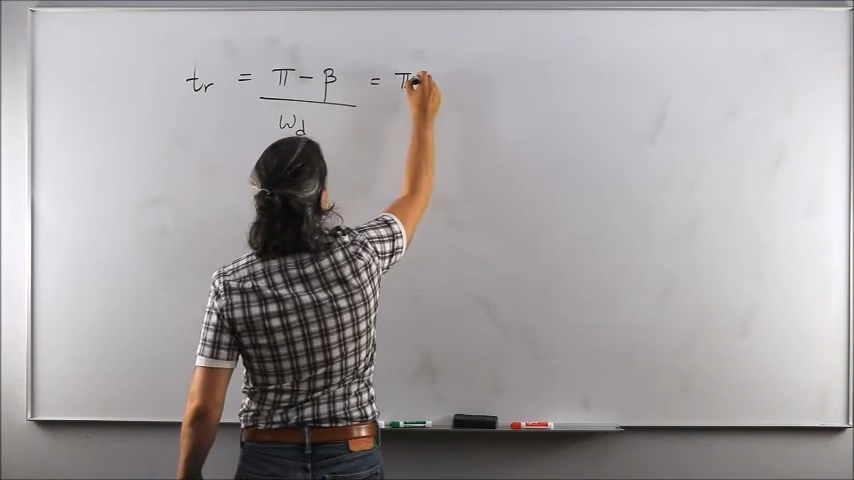 tr = π - β = π
ωd